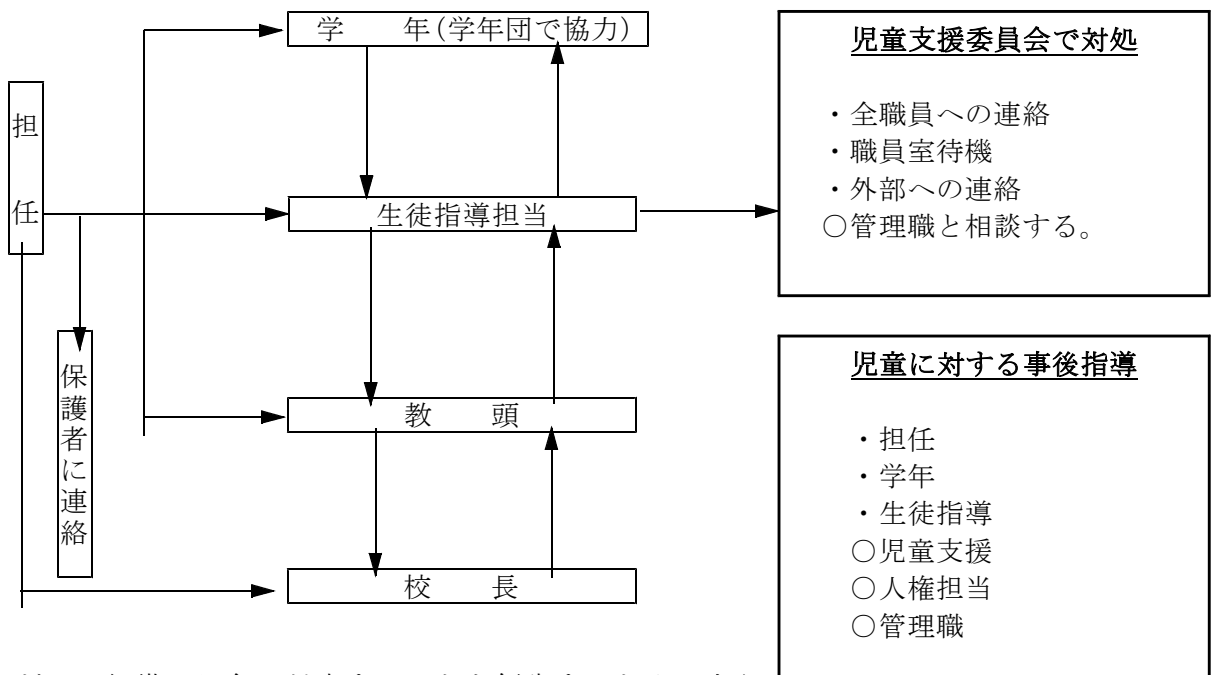 学　　年(学年団で協力)
担任
生徒指導担当
保護者に連絡
教　　頭
校　　長
児童支援委員会で対処
・全職員への連絡
・職員室待機
・外部への連絡
○管理職と相談する。
児童に対する事後指導
・担任
・学年
・生徒指導
○児童支援
○人権担当
○管理職